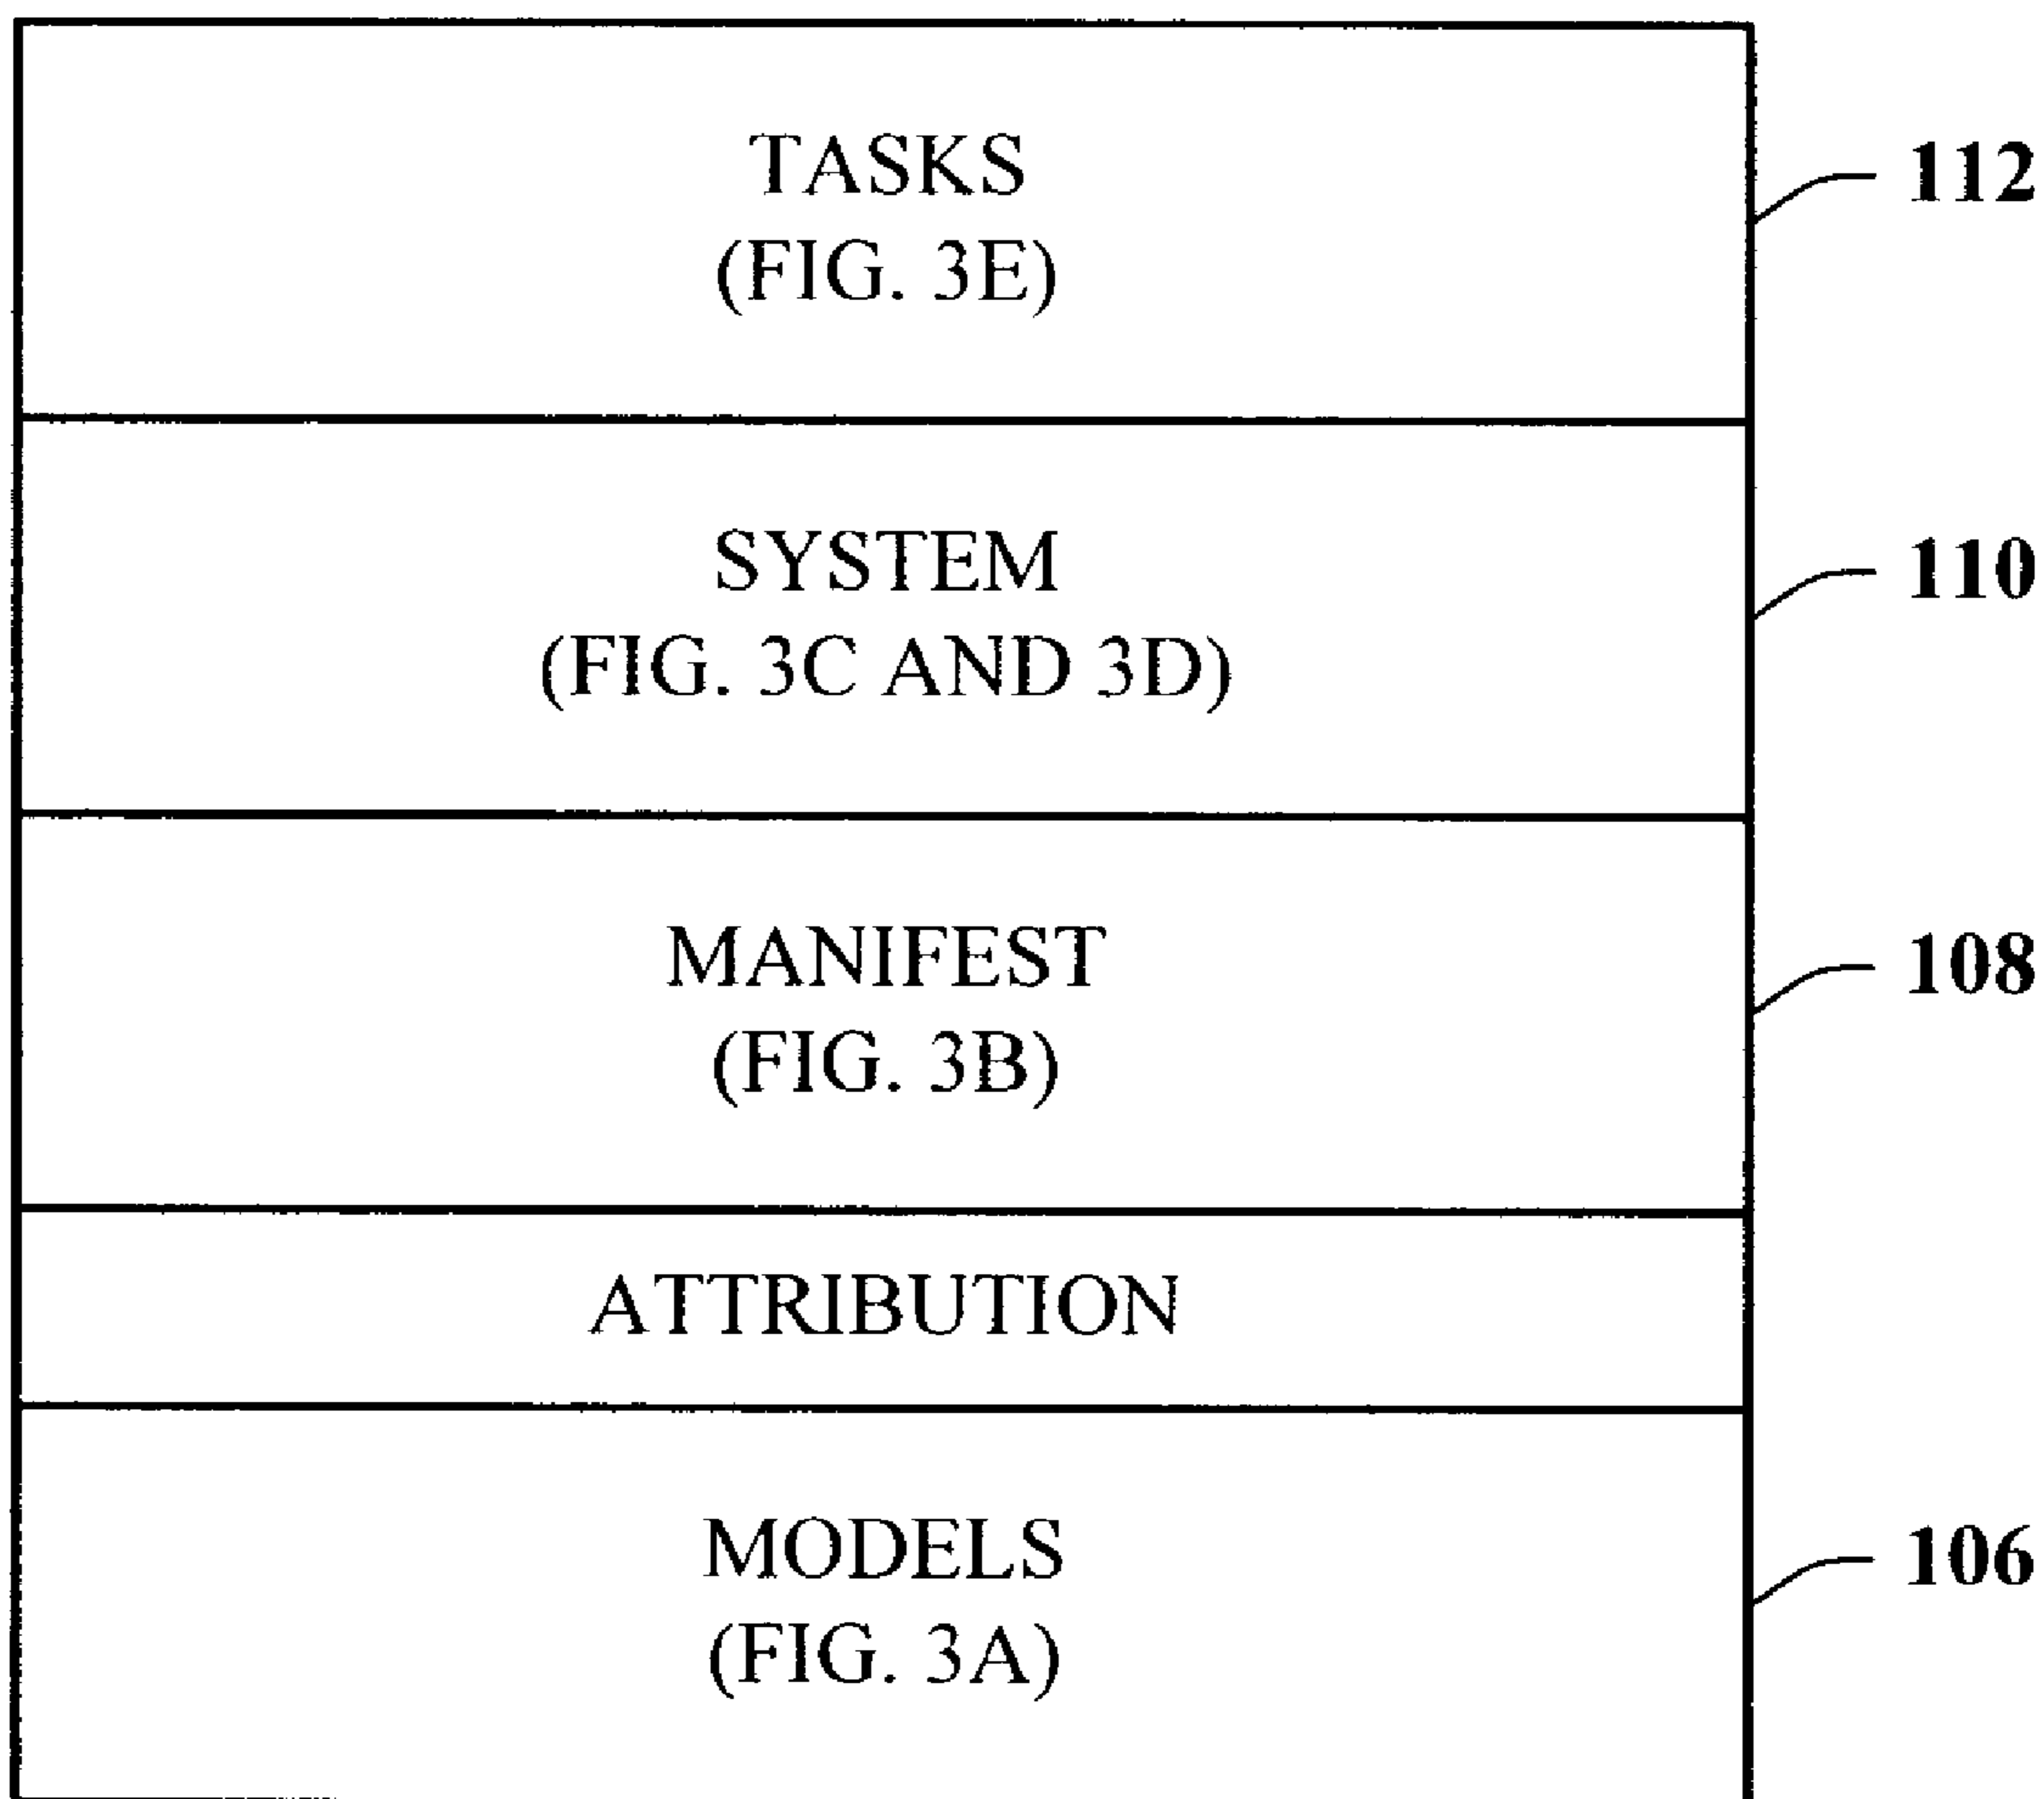 TASKS
(FIG. 3E)
112
SYSTEM
(FIG. 3C AND 3D)
110
MANIFEST
(FIG. 3B)
108
ATTRIBUTION
MODELS
(FIG. 3A)
106